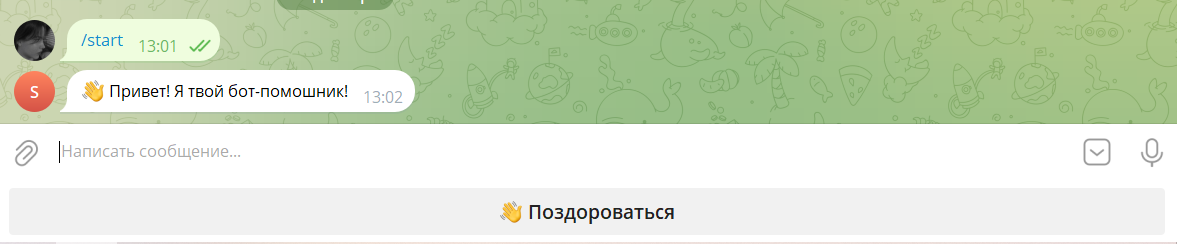 /start 13:01
S
👋 Привет! Я твой бот-помошник! 13:02
Написать сообщение...
👋 Поздороваться